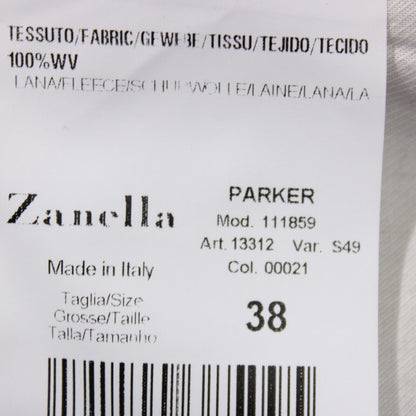 TESSUTO/FABRIC/GEWEBE/TISSU/TEJIDO/TECIDO
100%WV
LANA/FLEECE/SCHURWOLLE/LAINE/LANA/LA
Zanella
PARKER
Mod. 111859
Art. 13312 Var. S49
Col. 00021
Made in Italy
Taglia/Size
Grosse/Taille
Talla/Tamanho
38